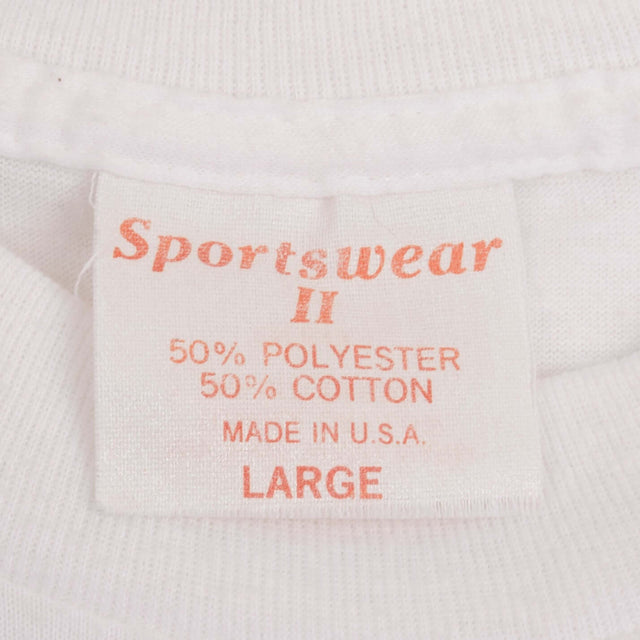 Sportswear
II
50% POLYESTER
50% COTTON
MADE IN U.S.A.
LARGE